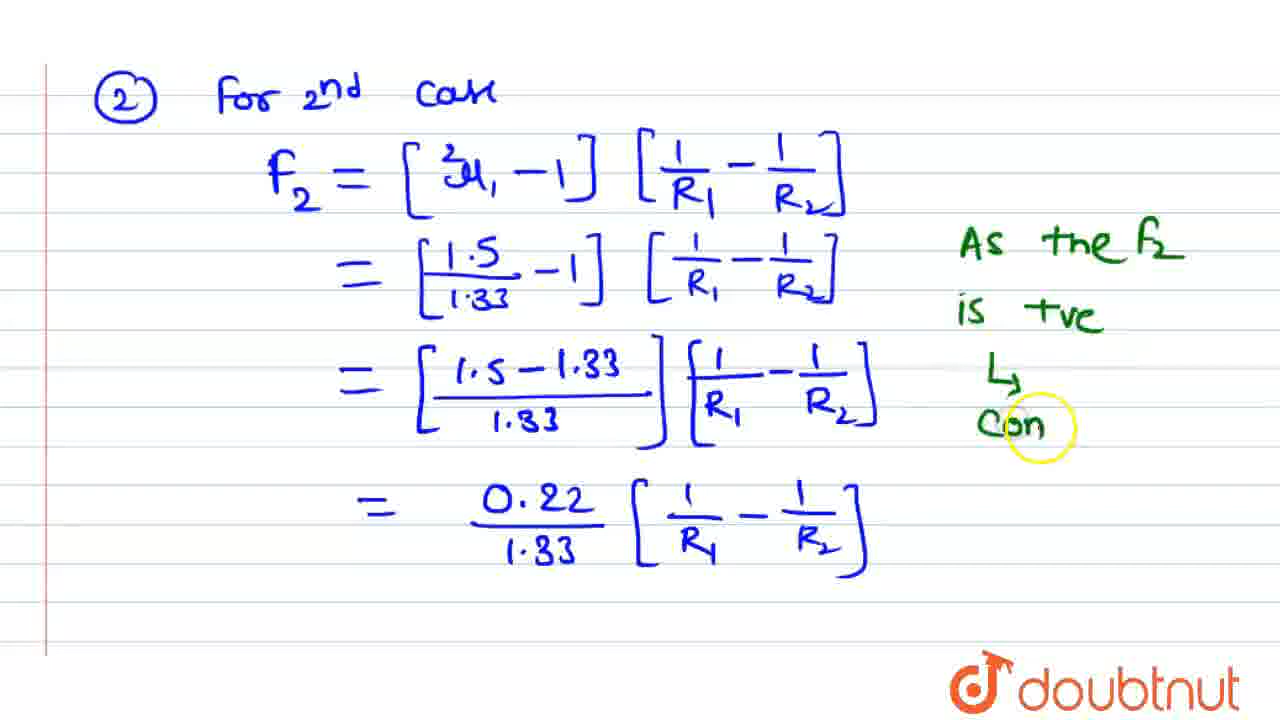 ② For 2nd case
F₂ = [²μ₁ - 1] [1/R₁ - 1/R₂]
= [1.5/1.33 - 1] [1/R₁ - 1/R₂]
= [(1.5 - 1.33)/1.33] [1/R₁ - 1/R₂]
= 0.22/1.33 [1/R₁ - 1/R₂]
As the F₂
is +ve
↳
Con
doubtnut